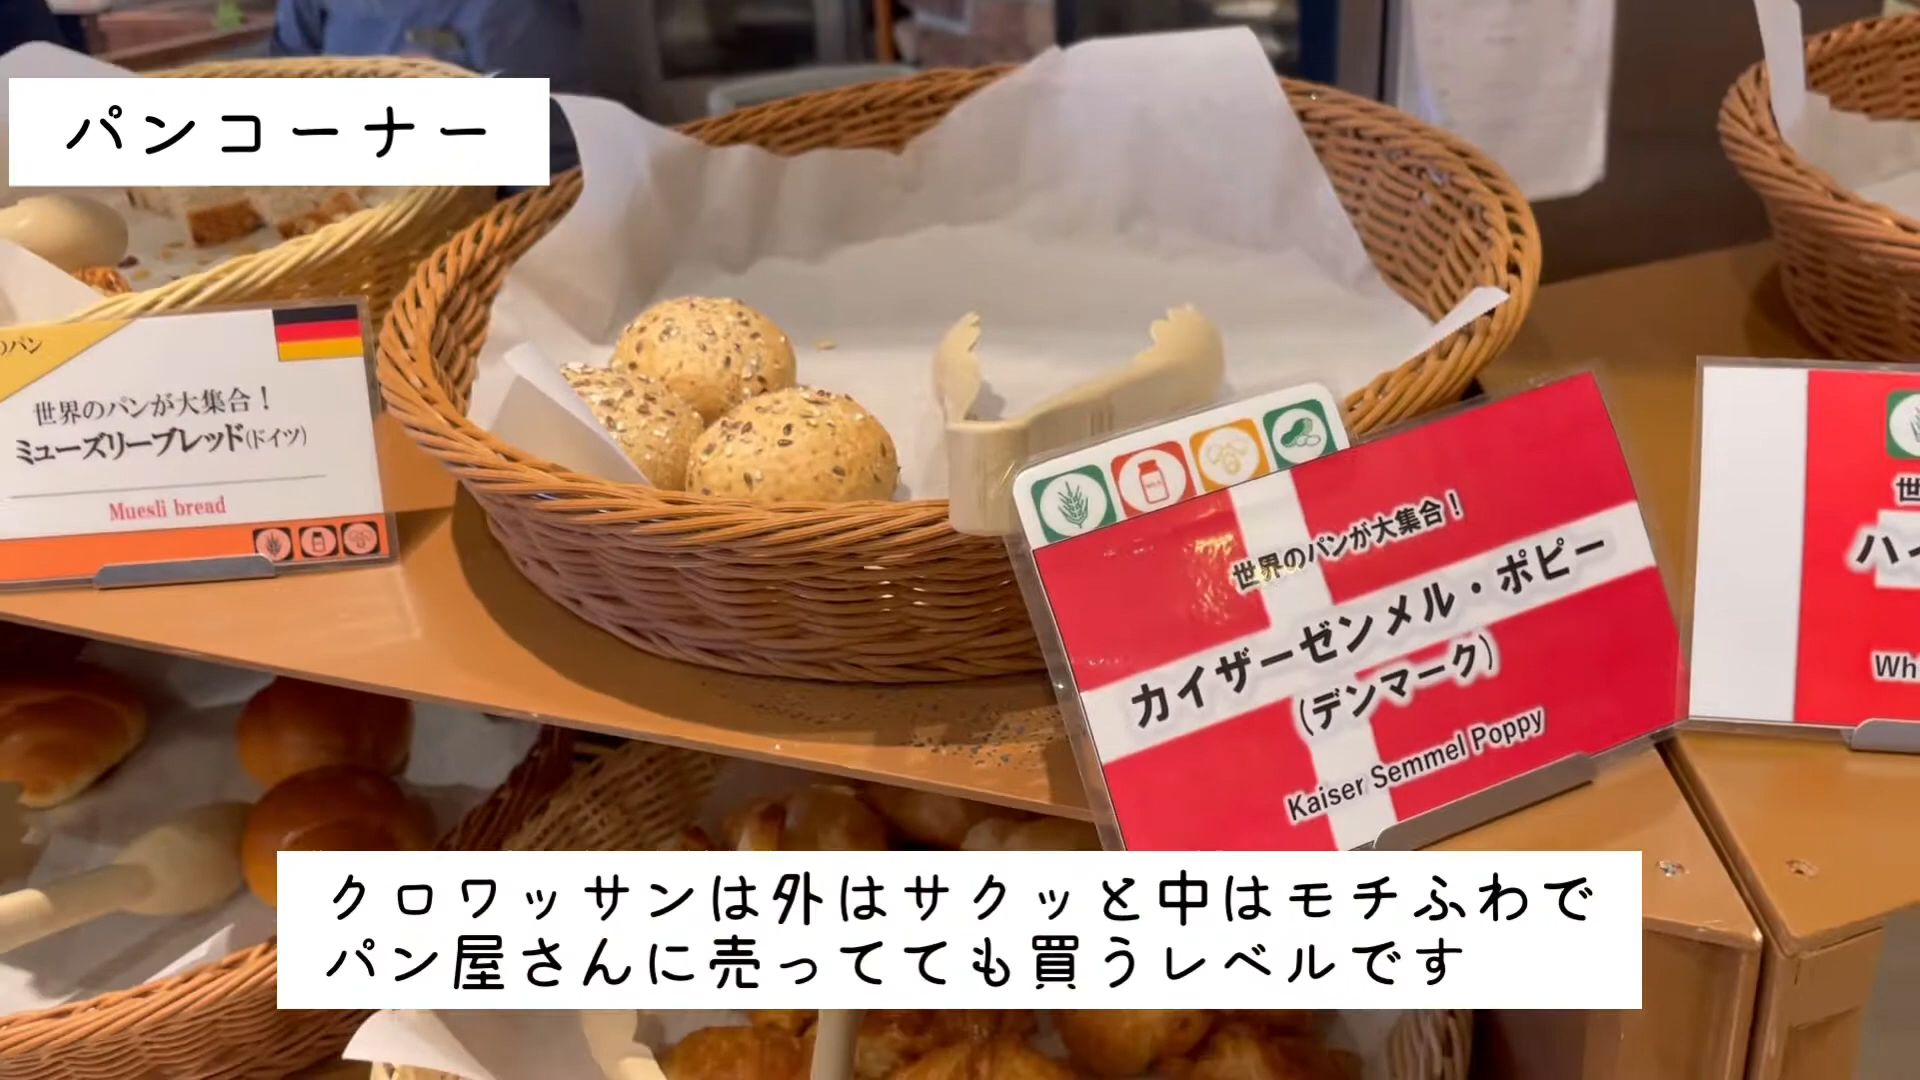 パンコーナー
のパン
世界のパンが大集合！
ミューズリーブレッド(ドイツ)
Muesli bread
世界のパンが大集合！
カイザーゼンメル・ポピー
(デンマーク)
Kaiser Semmel Poppy
世
ハイ
Wh
クロワッサンは外はサクッと中はモチふわで
パン屋さんに売ってても買うレベルです